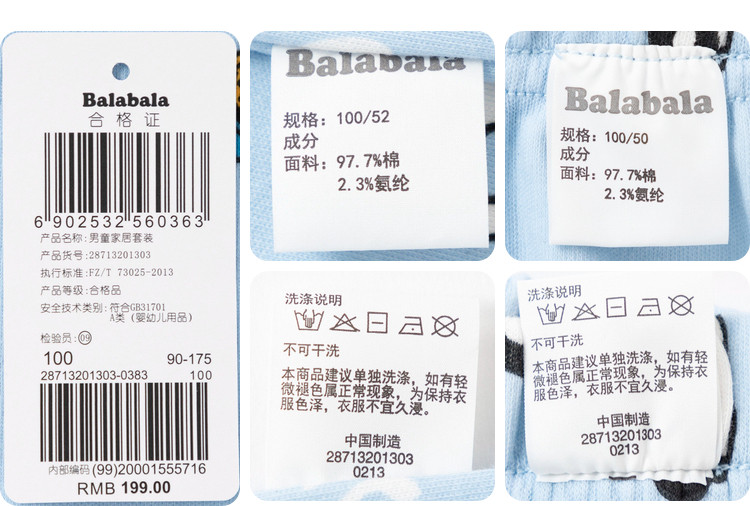 Balabala
合格证
6 902532 560363
产品名称:男童家居套装
产品货号:28713201303
执行标准:FZ/T 73025-2013
产品等级:合格品
安全技术类别:符合GB31701
A类(婴幼儿用品)
检验员:09
100 90-175
28713201303-0383 100
内部编码 (99)20001555716
RMB 199.00
Balabala
规格: 100/52
成分
面料: 97.7%棉
2.3%氨纶
Balabala
规格: 100/50
成分
面料: 97.7%棉
2.3%氨纶
洗涤说明
不可干洗
本商品建议单独洗涤,如有轻
微褪色属正常现象,为保持衣
服色泽,衣服不宜久浸。
中国制造
28713201303
0213
洗涤说明
不可干洗
本商品建议单独洗涤,如有轻
微褪色属正常现象,为保持衣
服色泽,衣服不宜久浸。
中国制造
28713201303
0213